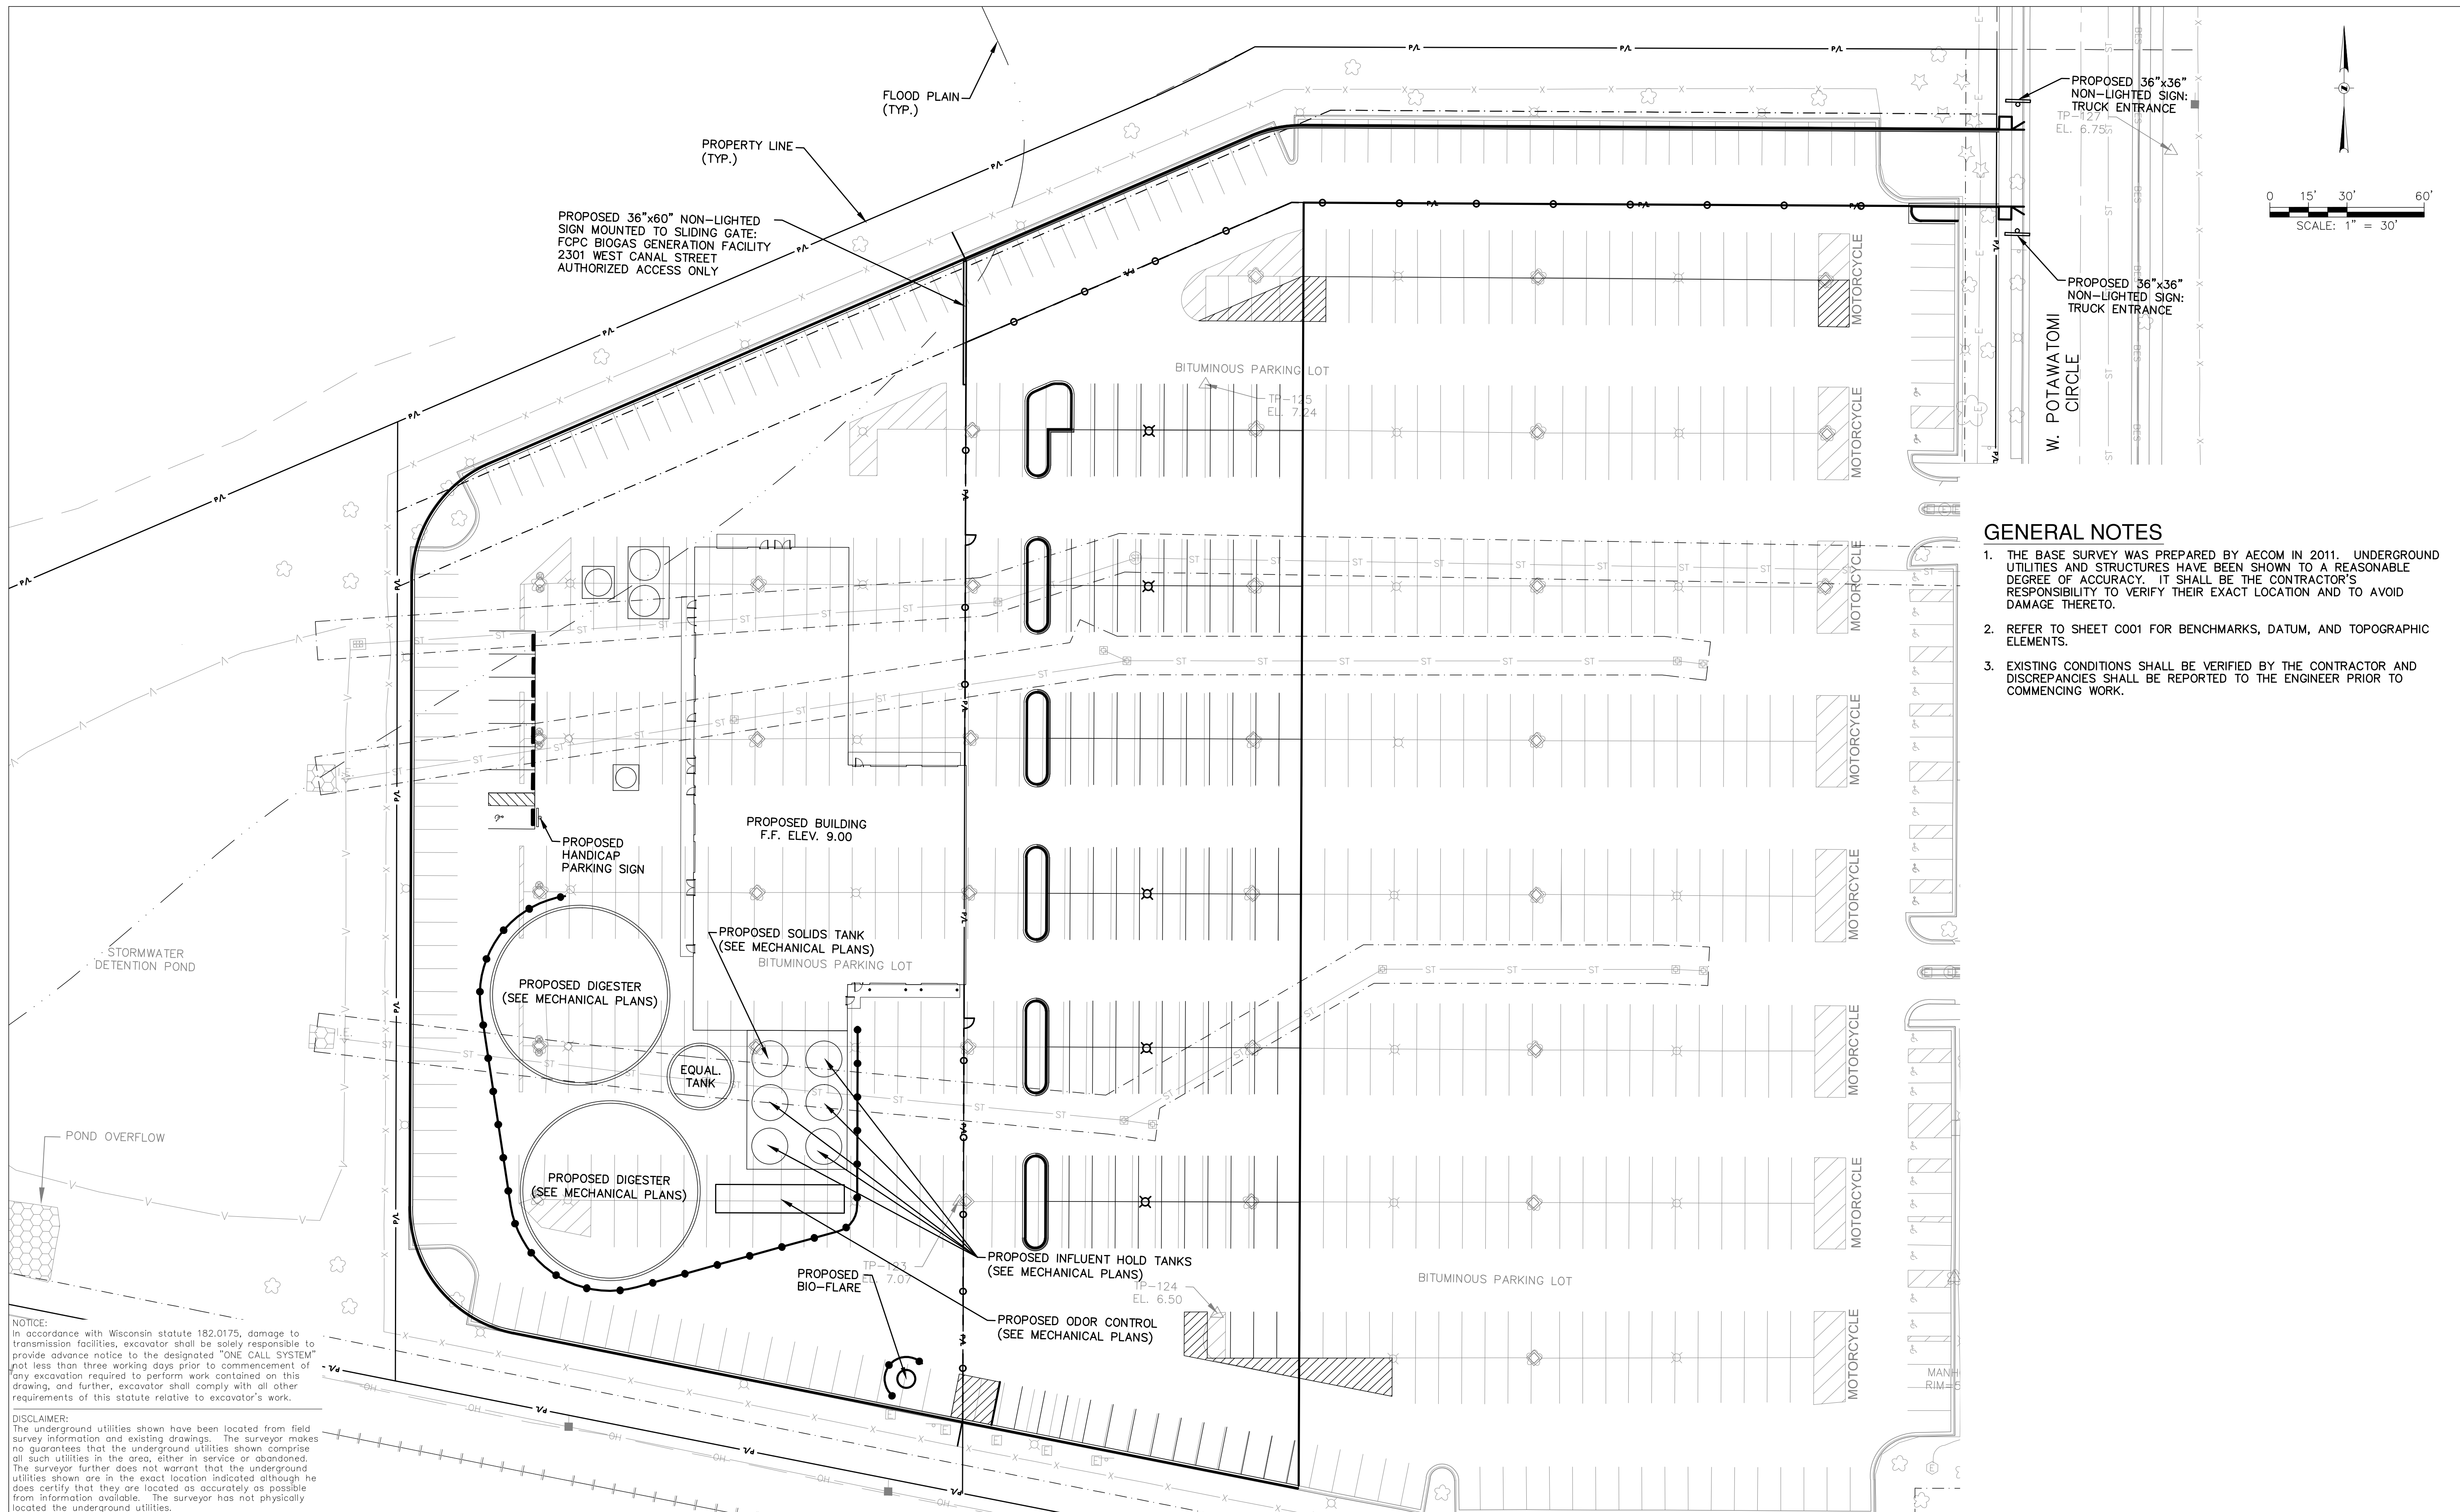 FLOOD PLAIN
(TYP.)
PROPERTY LINE
(TYP.)
PROPOSED 36"x60" NON-LIGHTED
SIGN MOUNTED TO SLIDING GATE:
FCPC BIOGAS GENERATION FACILITY
2301 WEST CANAL STREET
AUTHORIZED ACCESS ONLY
PROPOSED 36"x36"
NON-LIGHTED SIGN:
TRUCK ENTRANCE
TP-127
EL. 6.75
0 15' 30' 60'
SCALE: 1" = 30'
PROPOSED 36"x36"
NON-LIGHTED SIGN:
TRUCK ENTRANCE
W. POTAWATOMI
CIRCLE
MOTORCYCLE
MOTORCYCLE
MOTORCYCLE
MOTORCYCLE
MOTORCYCLE
MOTORCYCLE
MOTORCYCLE
MOTORCYCLE
BITUMINOUS PARKING LOT
TP-125
EL. 7.24
GENERAL NOTES
1. THE BASE SURVEY WAS PREPARED BY AECOM IN 2011. UNDERGROUND
UTILITIES AND STRUCTURES HAVE BEEN SHOWN TO A REASONABLE
DEGREE OF ACCURACY. IT SHALL BE THE CONTRACTOR'S
RESPONSIBILITY TO VERIFY THEIR EXACT LOCATION AND TO AVOID
DAMAGE THERETO.
2. REFER TO SHEET C001 FOR BENCHMARKS, DATUM, AND TOPOGRAPHIC
ELEMENTS.
3. EXISTING CONDITIONS SHALL BE VERIFIED BY THE CONTRACTOR AND
DISCREPANCIES SHALL BE REPORTED TO THE ENGINEER PRIOR TO
COMMENCING WORK.
PROPOSED BUILDING
F.F. ELEV. 9.00
PROPOSED
HANDICAP
PARKING SIGN
PROPOSED SOLIDS TANK
(SEE MECHANICAL PLANS)
BITUMINOUS PARKING LOT
STORMWATER
DETENTION POND
PROPOSED DIGESTER
(SEE MECHANICAL PLANS)
I.E.
I.E.
EQUAL.
TANK
POND OVERFLOW
PROPOSED DIGESTER
(SEE MECHANICAL PLANS)
PROPOSED INFLUENT HOLD TANKS
(SEE MECHANICAL PLANS)
TP-123
EL. 7.07
PROPOSED
BIO-FLARE
TP-124
EL. 6.50
BITUMINOUS PARKING LOT
PROPOSED ODOR CONTROL
(SEE MECHANICAL PLANS)
MANH
RIM=5
NOTICE:
In accordance with Wisconsin statute 182.0175, damage to
transmission facilities, excavator shall be solely responsible to
provide advance notice to the designated "ONE CALL SYSTEM"
not less than three working days prior to commencement of
any excavation required to perform work contained on this
drawing, and further, excavator shall comply with all other
requirements of this statute relative to excavator's work.
DISCLAIMER:
The underground utilities shown have been located from field
survey information and existing drawings. The surveyor makes
no guarantees that the underground utilities shown comprise
all such utilities in the area, either in service or abandoned.
The surveyor further does not warrant that the underground
utilities shown are in the exact location indicated although he
does certify that they are located as accurately as possible
from information available. The surveyor has not physically
located the underground utilities.